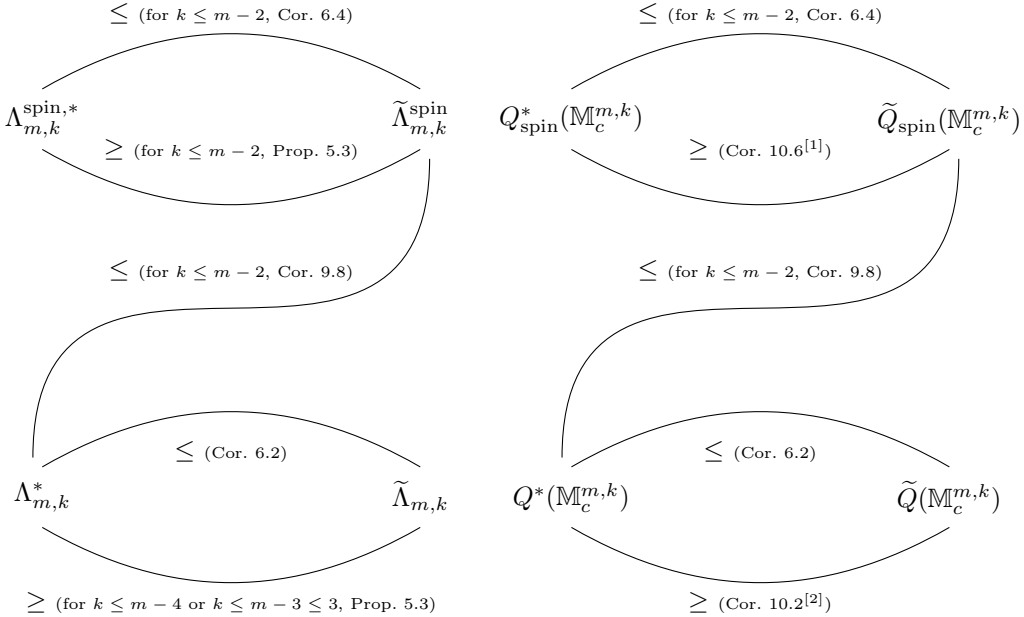 ≤ (for k ≤ m − 2, Cor. 6.4) ≤ (for k ≤ m − 2, Cor. 6.4)
Λ^{spin,∗}_{m,k} Λ̃^{spin}_{m,k} Q^∗_{spin}(𝕄^{m,k}_c) Q̃_{spin}(𝕄^{m,k}_c)
≥ (for k ≤ m − 2, Prop. 5.3) ≥ (Cor. 10.6^{[1]})
≤ (for k ≤ m − 2, Cor. 9.8) ≤ (for k ≤ m − 2, Cor. 9.8)
≤ (Cor. 6.2) ≤ (Cor. 6.2)
Λ^∗_{m,k} Λ̃_{m,k} Q^∗(𝕄^{m,k}_c) Q̃(𝕄^{m,k}_c)
≥ (for k ≤ m − 4 or k ≤ m − 3 ≤ 3, Prop. 5.3) ≥ (Cor. 10.2^{[2]})